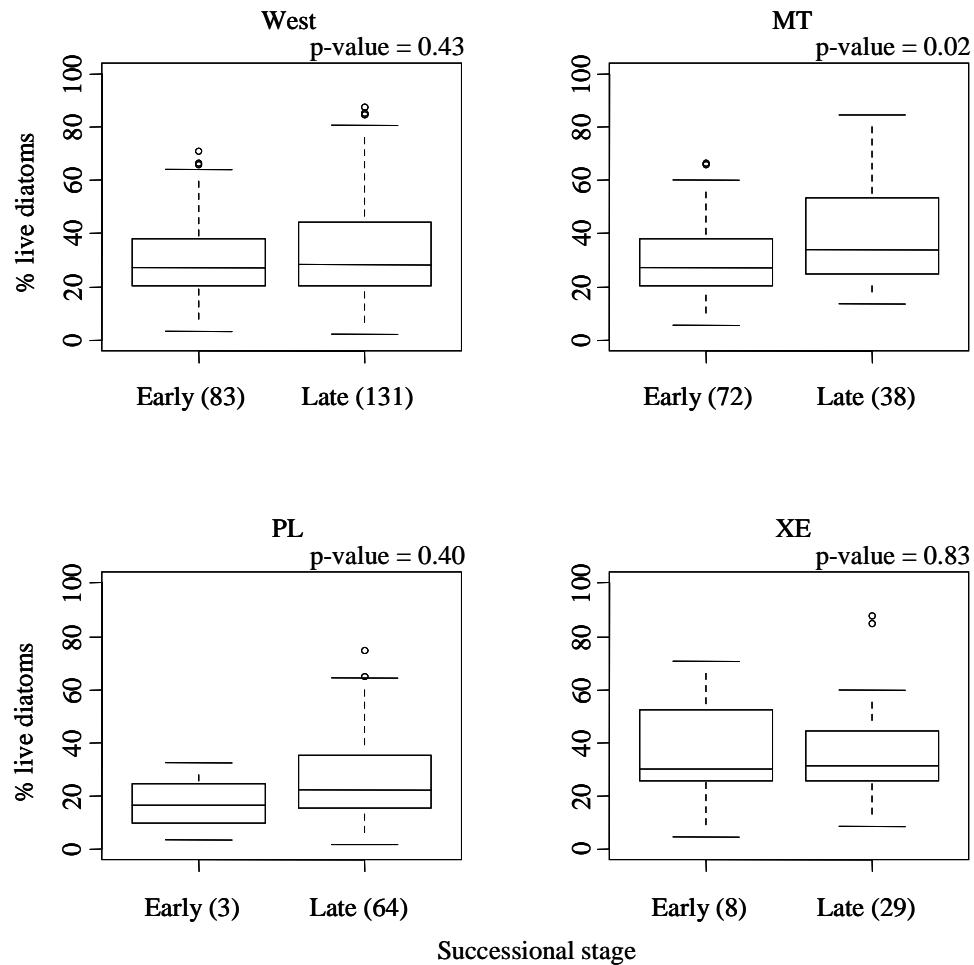 West
p-value = 0.43
% live diatoms
100
80
60
40
20
0
Early (83) Late (131)
MT
p-value = 0.02
100
80
60
40
20
0
Early (72) Late (38)
PL
p-value = 0.40
% live diatoms
100
80
60
40
20
0
Early (3) Late (64)
XE
p-value = 0.83
100
80
60
40
20
0
Early (8) Late (29)
Successional stage